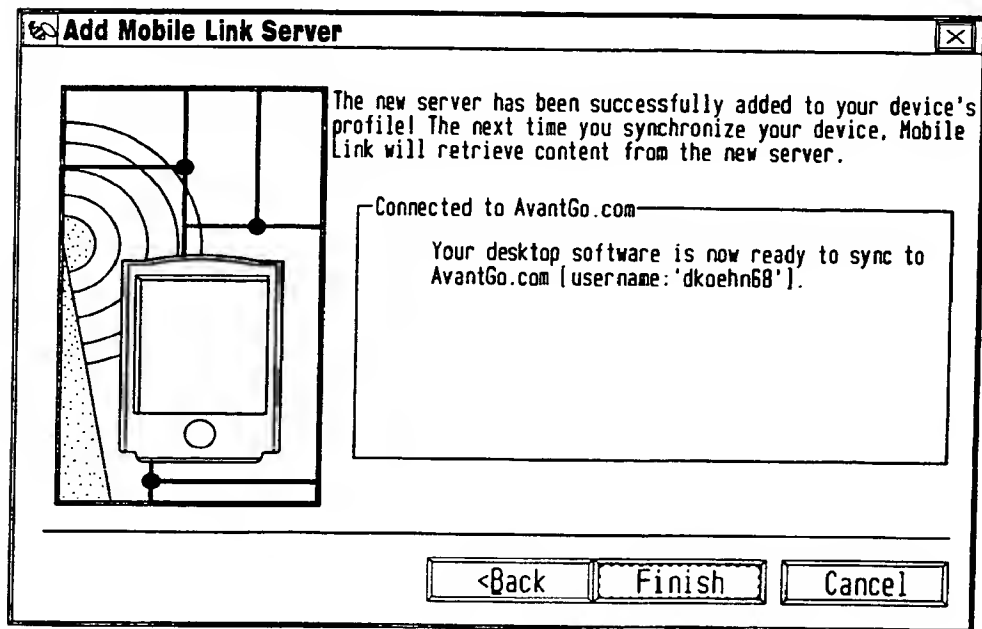 Add Mobile Link Server
The new server has been successfully added to your device's
profile! The next time you synchronize your device, Mobile
Link will retrieve content from the new server.
Connected to AvantGo.com
Your desktop software is now ready to sync to
AvantGo.com [username:'dkoehn68'].
<Back
Finish
Cancel